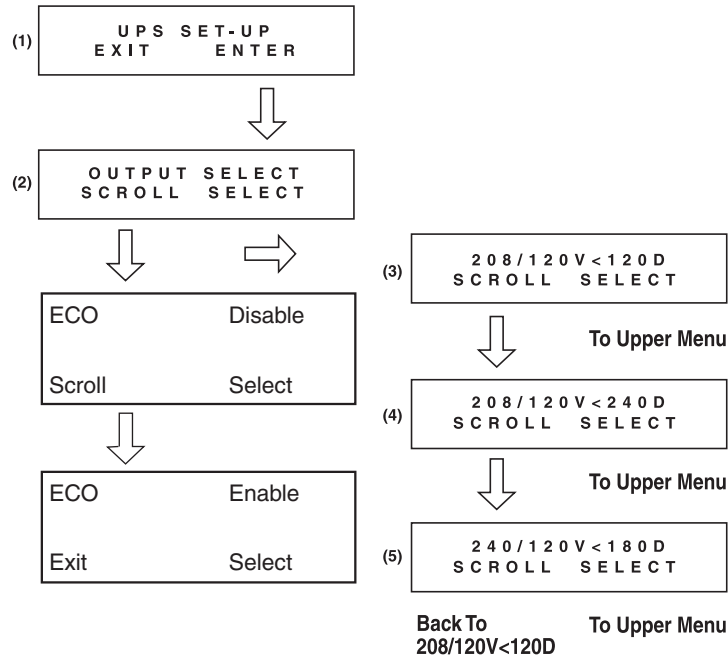 (1)
UPS SET-UP
EXIT ENTER
(2)
OUTPUT SELECT
SCROLL SELECT
ECO Disable
Scroll Select
ECO Enable
Exit Select
(3)
208/120V<120D
SCROLL SELECT
To Upper Menu
(4)
208/120V<240D
SCROLL SELECT
To Upper Menu
(5)
240/120V<180D
SCROLL SELECT
Back To
208/120V<120D
To Upper Menu